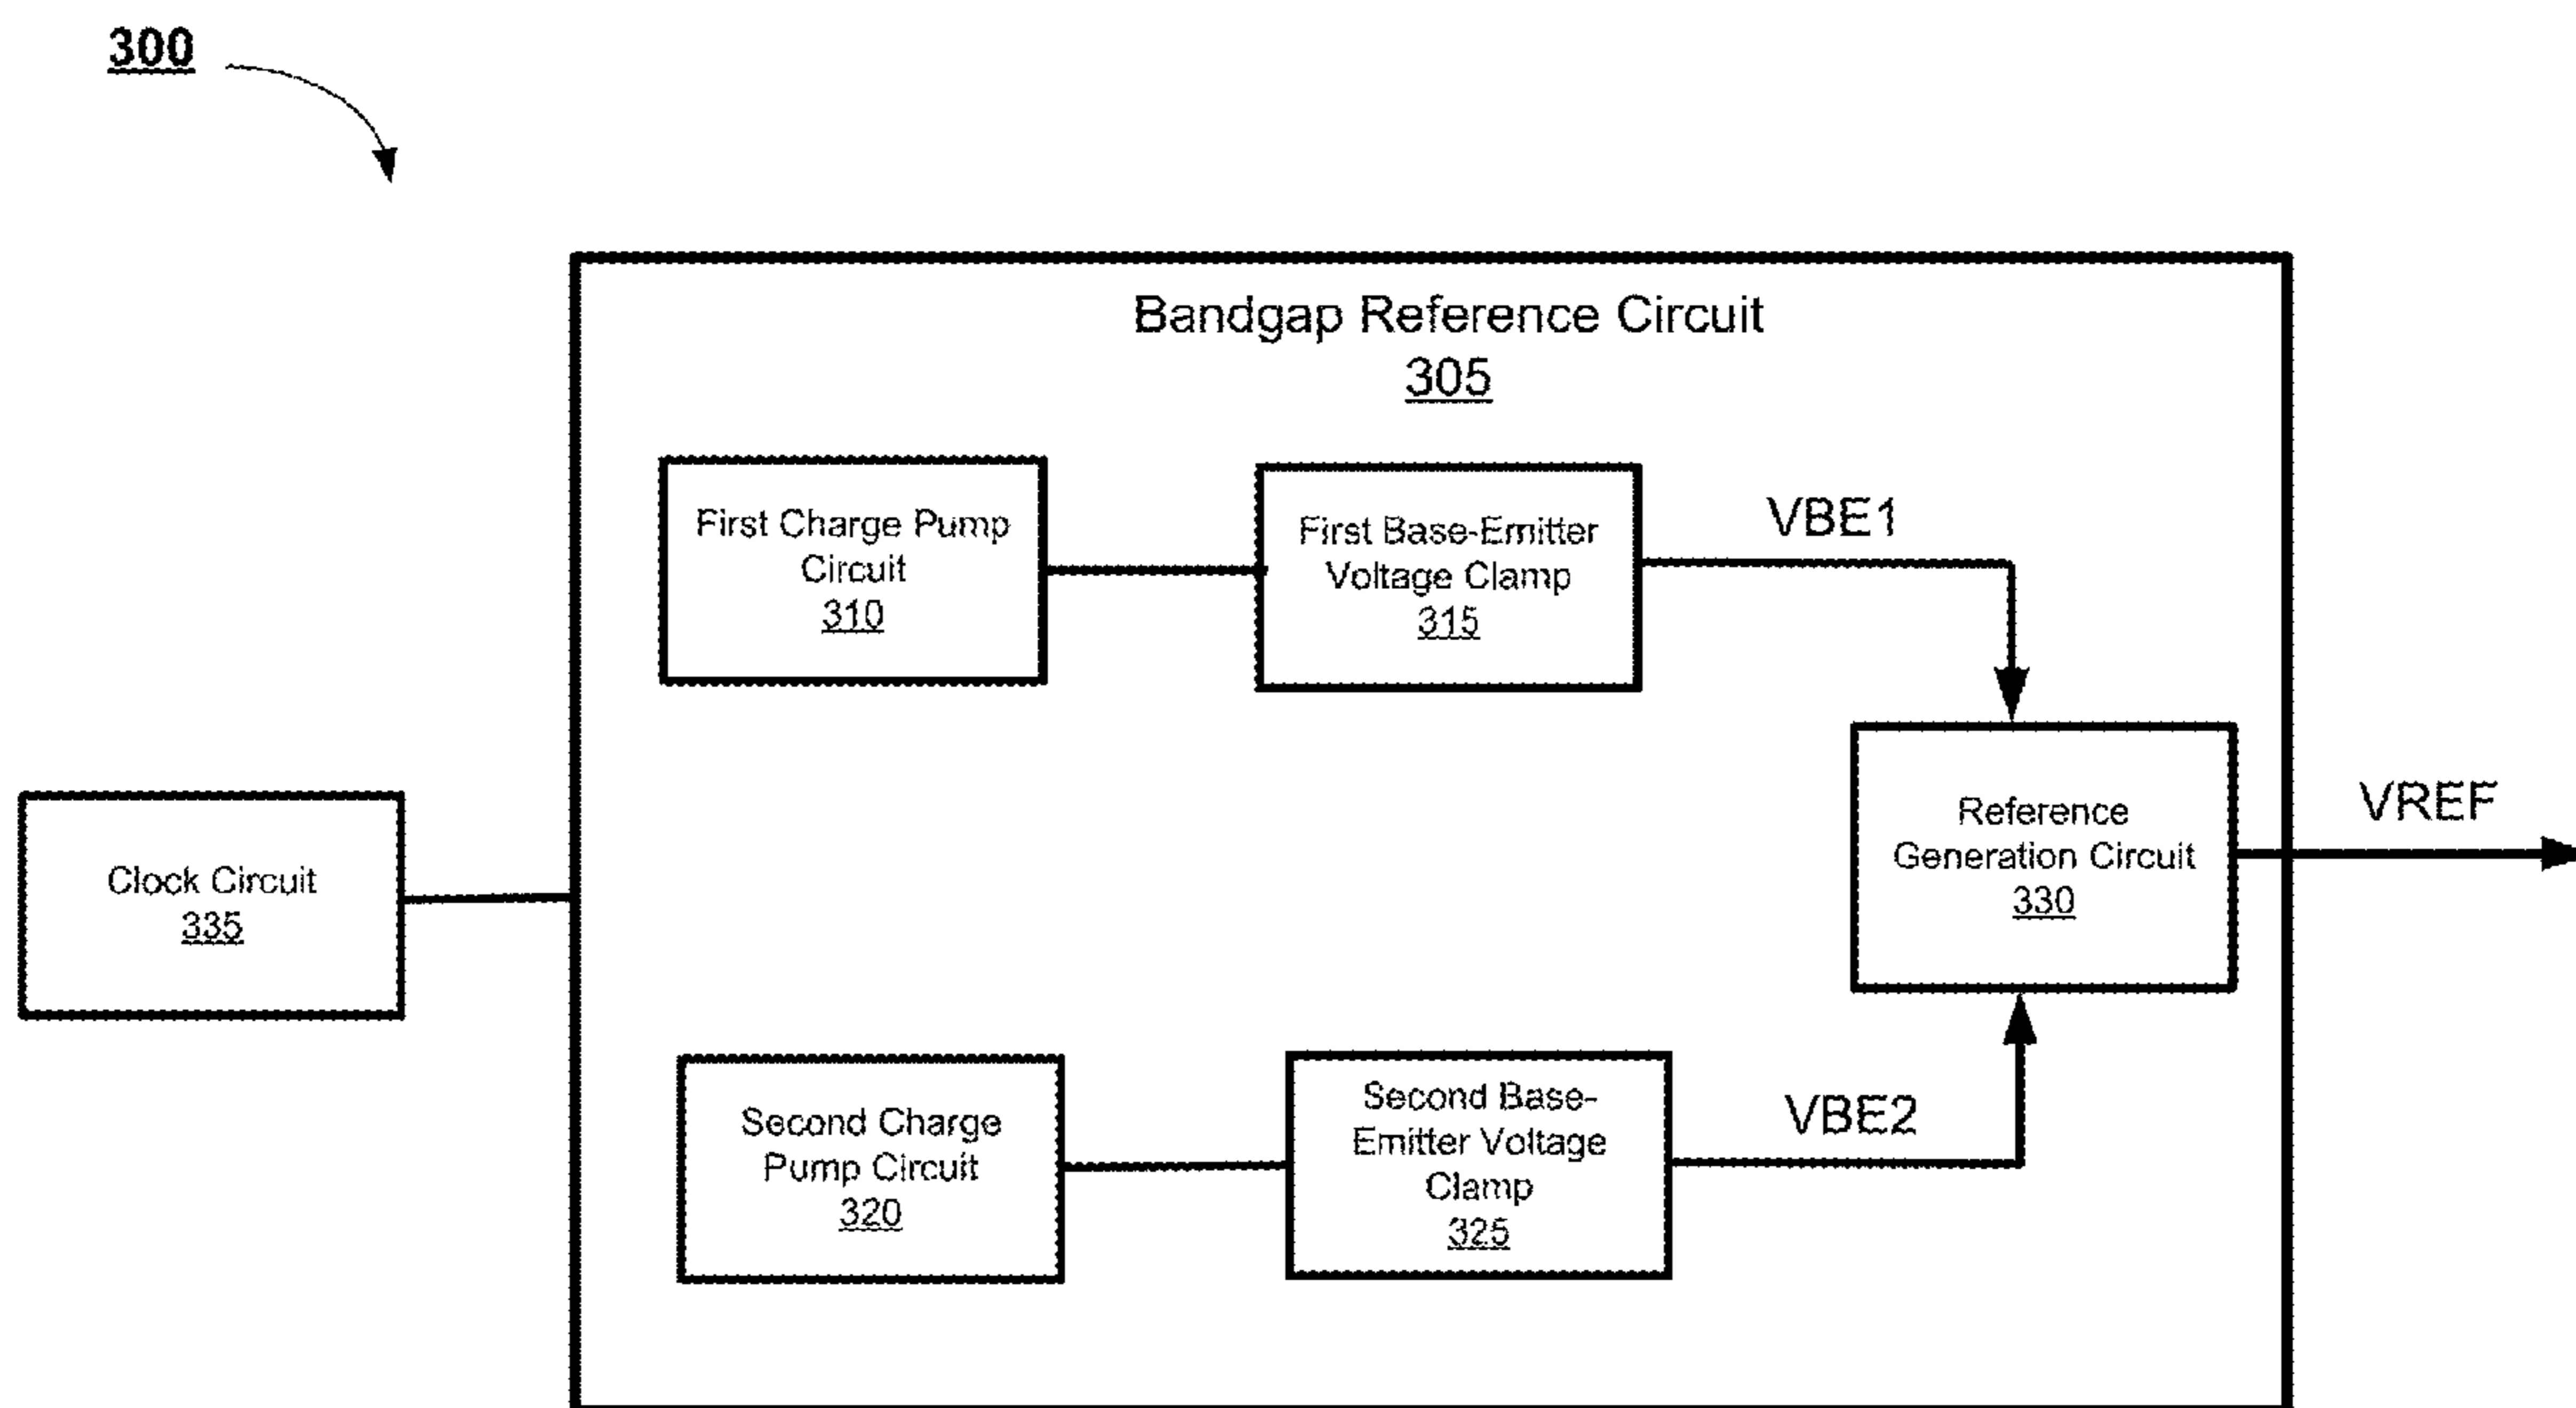 300
Bandgap Reference Circuit
305
First Charge Pump
Circuit
310
First Base-Emitter
Voltage Clamp
315
VBE1
Reference
Generation Circuit
330
VREF
Clock Circuit
335
Second Charge
Pump Circuit
320
Second Base-
Emitter Voltage
Clamp
325
VBE2